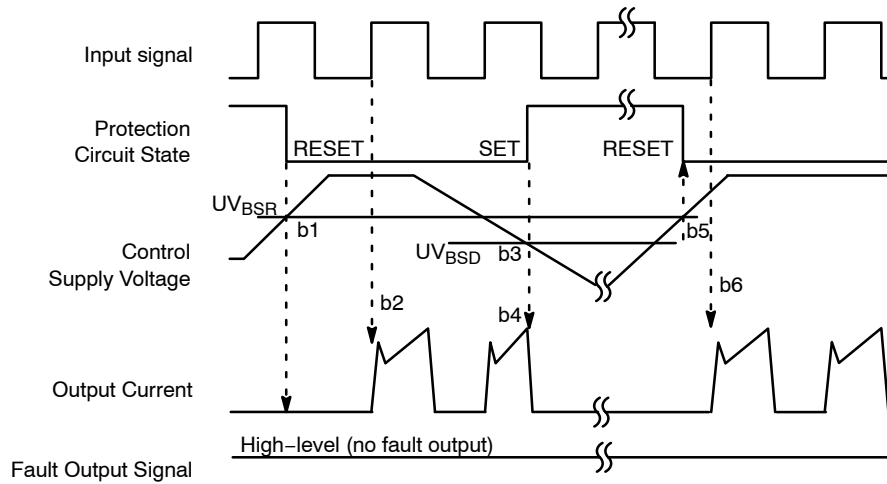 Input signal
Protection
Circuit State
RESET
SET
RESET
UVBSR
b1
b5
Control
Supply Voltage
UVBSD
b3
b2
b4
b6
Output Current
High−level (no fault output)
Fault Output Signal